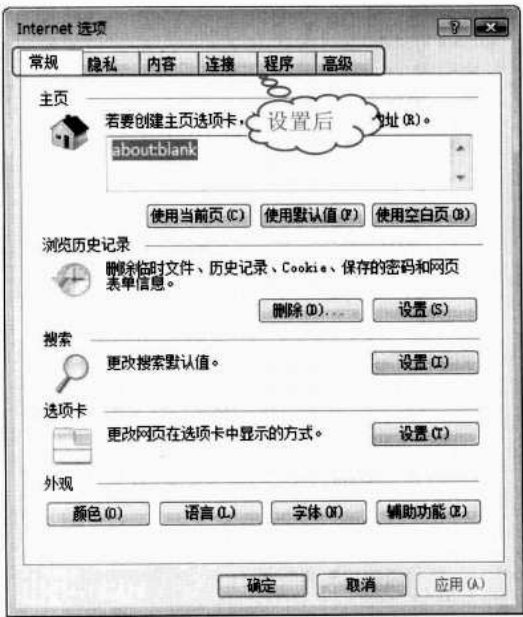 Internet 选项
常规 隐私 内容 连接 程序 高级
主页
若要创建主页选项卡，
设置后
址(R)。
about:blank
使用当前页(C) 使用默认值(F) 使用空白页(B)
浏览历史记录
删除临时文件、历史记录、Cookie、保存的密码和网页
表单信息。
删除(D)... 设置(S)
搜索
更改搜索默认值。
设置(I)
选项卡
更改网页在选项卡中显示的方式。
设置(T)
外观
颜色(O) 语言(L) 字体(N) 辅助功能(E)
确定 取消 应用(A)